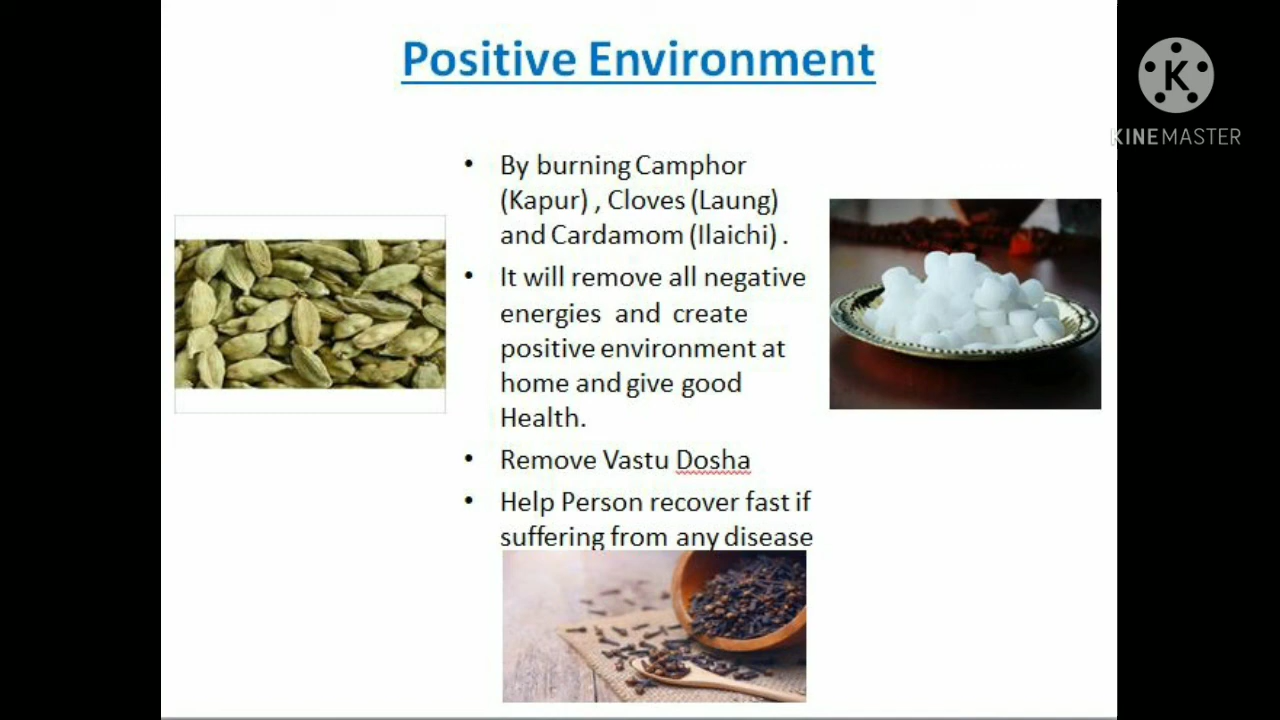 Positive Environment
K
KINEMASTER
• By burning Camphor
(Kapur) , Cloves (Laung)
and Cardamom (Ilaichi) .
• It will remove all negative
energies and create
positive environment at
home and give good
Health.
• Remove Vastu Dosha
• Help Person recover fast if
suffering from any disease